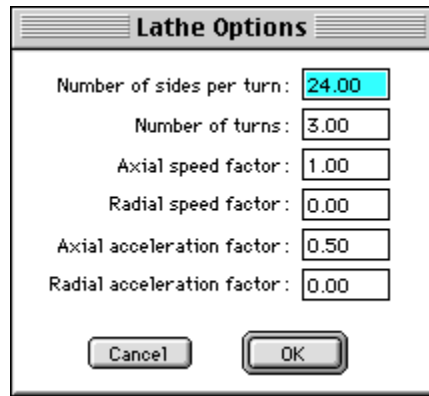 Lathe Options
Number of sides per turn: 24.00
Number of turns: 3.00
Axial speed factor: 1.00
Radial speed factor: 0.00
Axial acceleration factor: 0.50
Radial acceleration factor: 0.00
Cancel OK